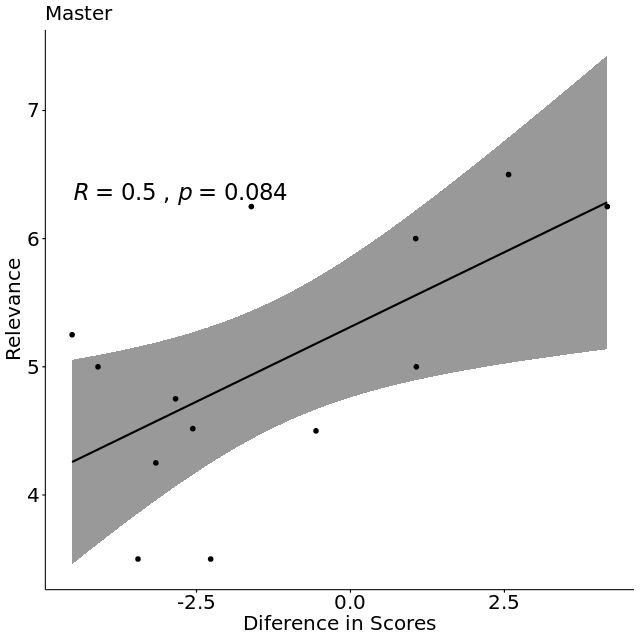 Master
7
R = 0.5 , p = 0.084
6
Relevance
5
4
-2.5 0.0 2.5
Diference in Scores